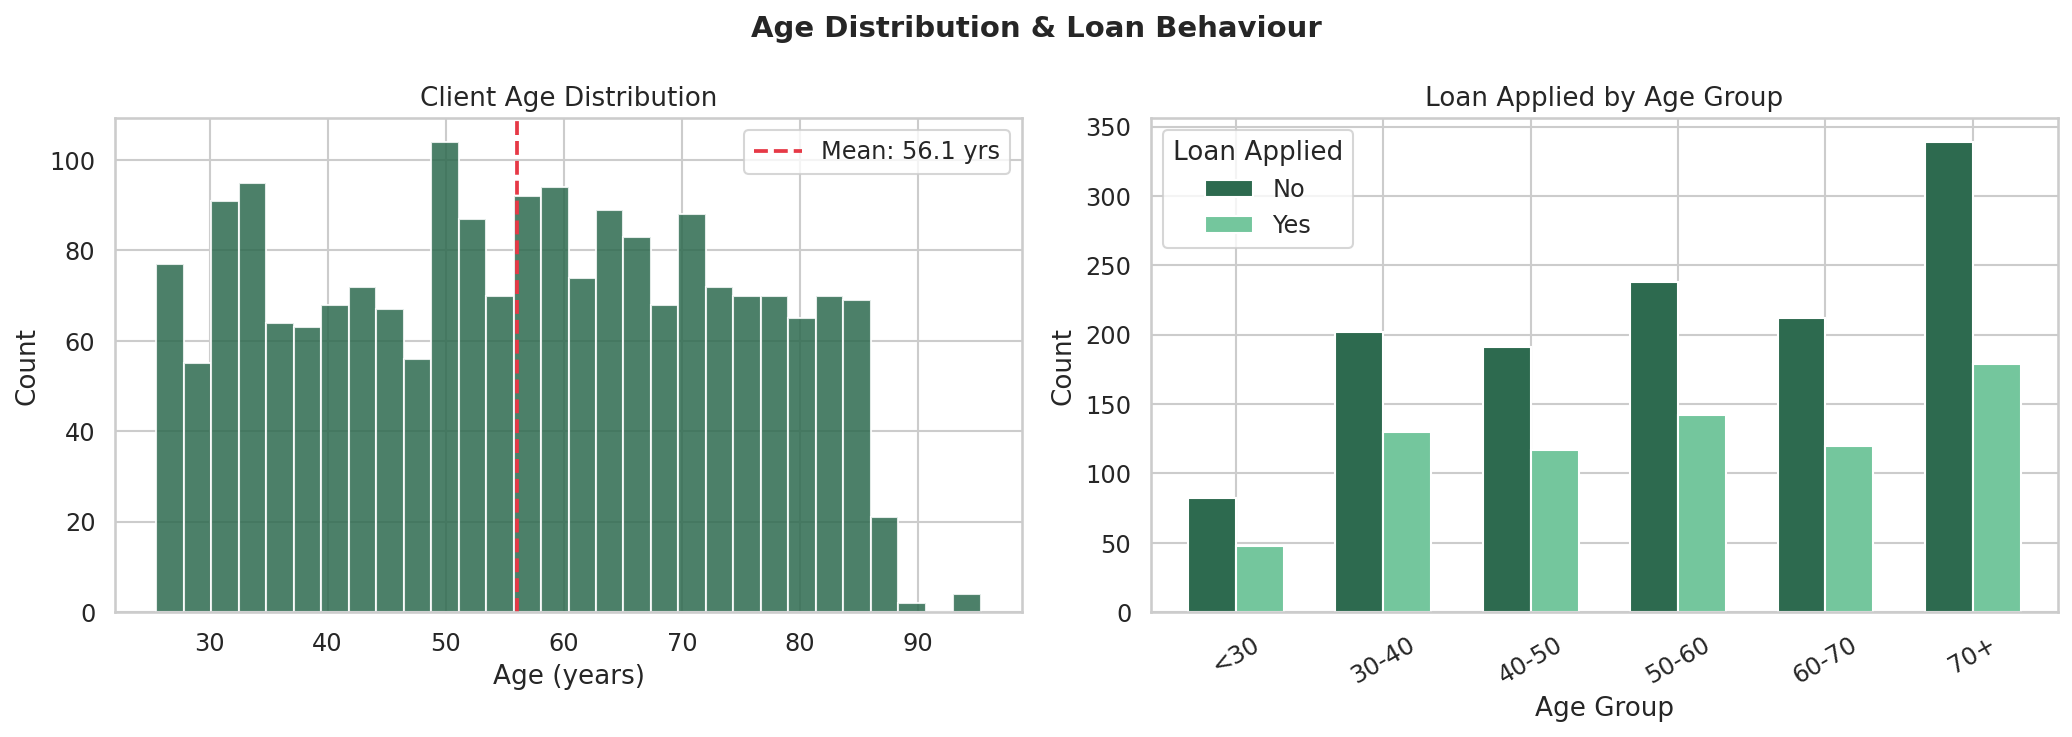 Age Distribution & Loan Behaviour
Client Age Distribution
Mean: 56.1 yrs
Count
100
80
60
40
20
0
30 40 50 60 70 80 90
Age (years)
Loan Applied by Age Group
Loan Applied
No
Yes
Count
350
300
250
200
150
100
50
0
<30 30-40 40-50 50-60 60-70 70+
Age Group